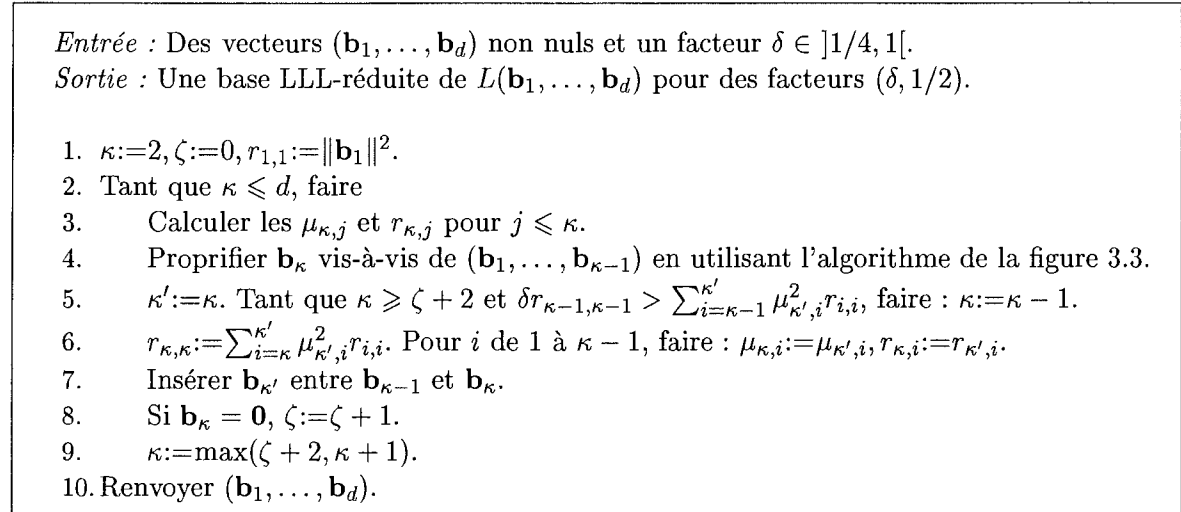 Entrée : Des vecteurs (b₁, . . . , b_d) non nuls et un facteur δ ∈ ]1/4, 1[.
Sortie : Une base LLL-réduite de L(b₁, . . . , b_d) pour des facteurs (δ, 1/2).
1. κ:=2, ζ:=0, r₁,₁:=‖b₁‖².
2. Tant que κ ⩽ d, faire
3. Calculer les μ_{κ,j} et r_{κ,j} pour j ⩽ κ.
4. Proprifier b_κ vis-à-vis de (b₁, . . . , b_{κ−1}) en utilisant l'algorithme de la figure 3.3.
5. κ':=κ. Tant que κ ⩾ ζ + 2 et δr_{κ−1,κ−1} > ∑_{i=κ−1}^{κ'} μ²_{κ',i} r_{i,i}, faire : κ:=κ − 1.
6. r_{κ,κ}:=∑_{i=κ}^{κ'} μ²_{κ',i} r_{i,i}. Pour i de 1 à κ − 1, faire : μ_{κ,i}:=μ_{κ',i}, r_{κ,i}:=r_{κ',i}.
7. Insérer b_{κ'} entre b_{κ−1} et b_κ.
8. Si b_κ = 0, ζ:=ζ + 1.
9. κ:=max(ζ + 2, κ + 1).
10. Renvoyer (b₁, . . . , b_d).